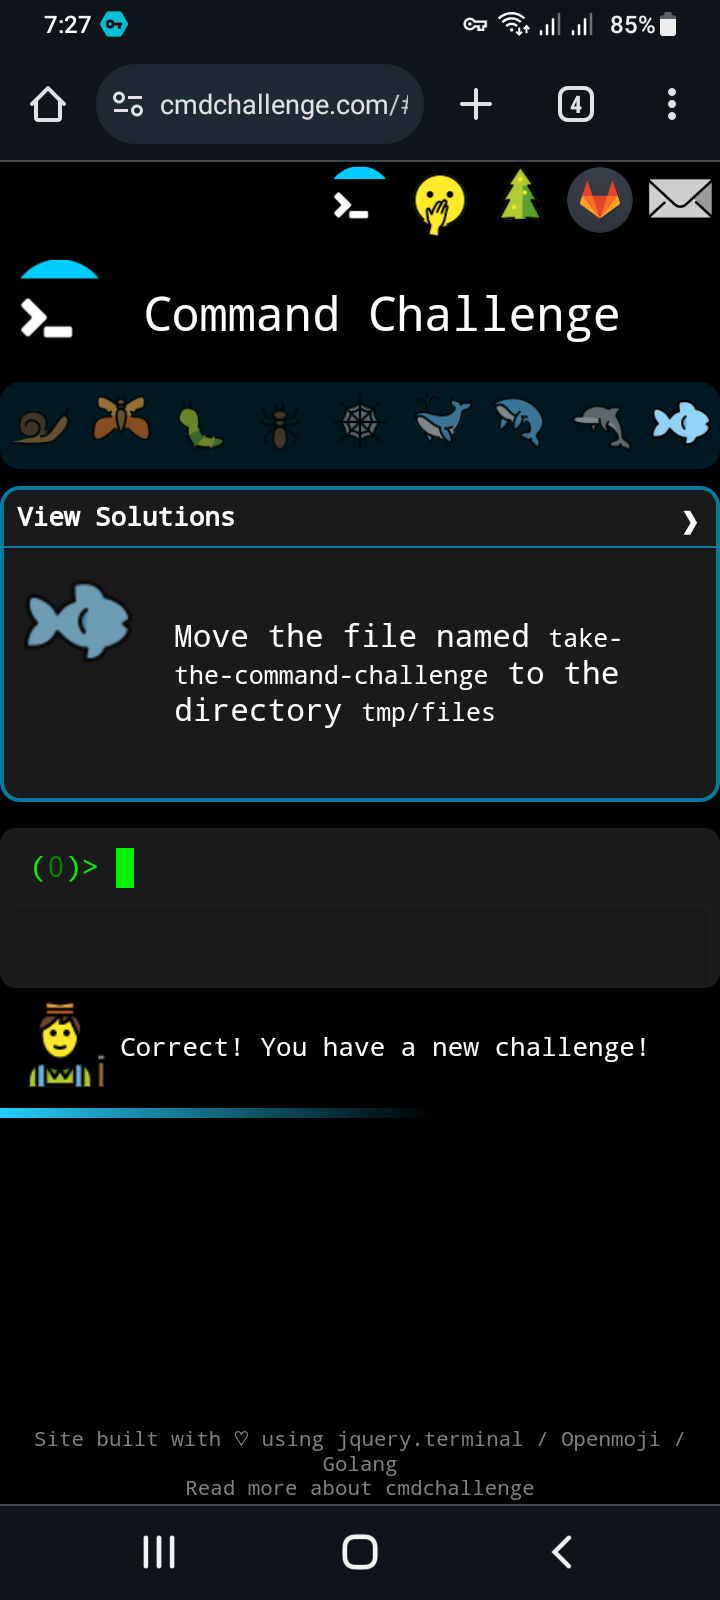 7:27
85%
cmdchallenge.com/
4
Command Challenge
View Solutions
Move the file named take-
the-command-challenge to the
directory tmp/files
(0)>
Correct! You have a new challenge!
Site built with ♡ using jquery.terminal / Openmoji /
Golang
Read more about cmdchallenge